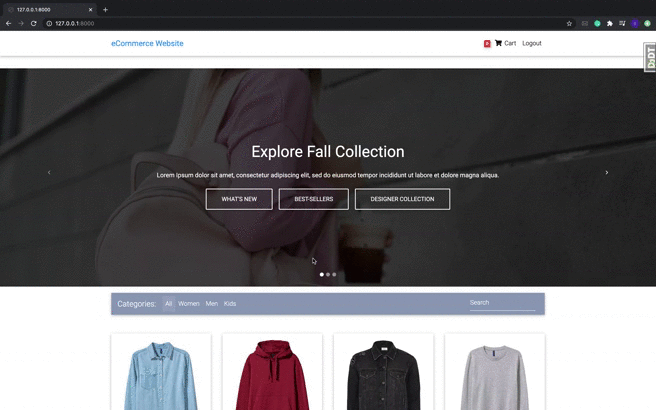 127.0.0.1:8000
127.0.0.1:8000
eCommerce Website
Cart
Logout
DjDT
Explore Fall Collection
Lorem ipsum dolor sit amet, consectetur adipiscing elit, sed do eiusmod tempor incididunt ut labore et dolore magna aliqua.
WHAT'S NEW
BEST-SELLERS
DESIGNER COLLECTION
Categories: All Women Men Kids
Search